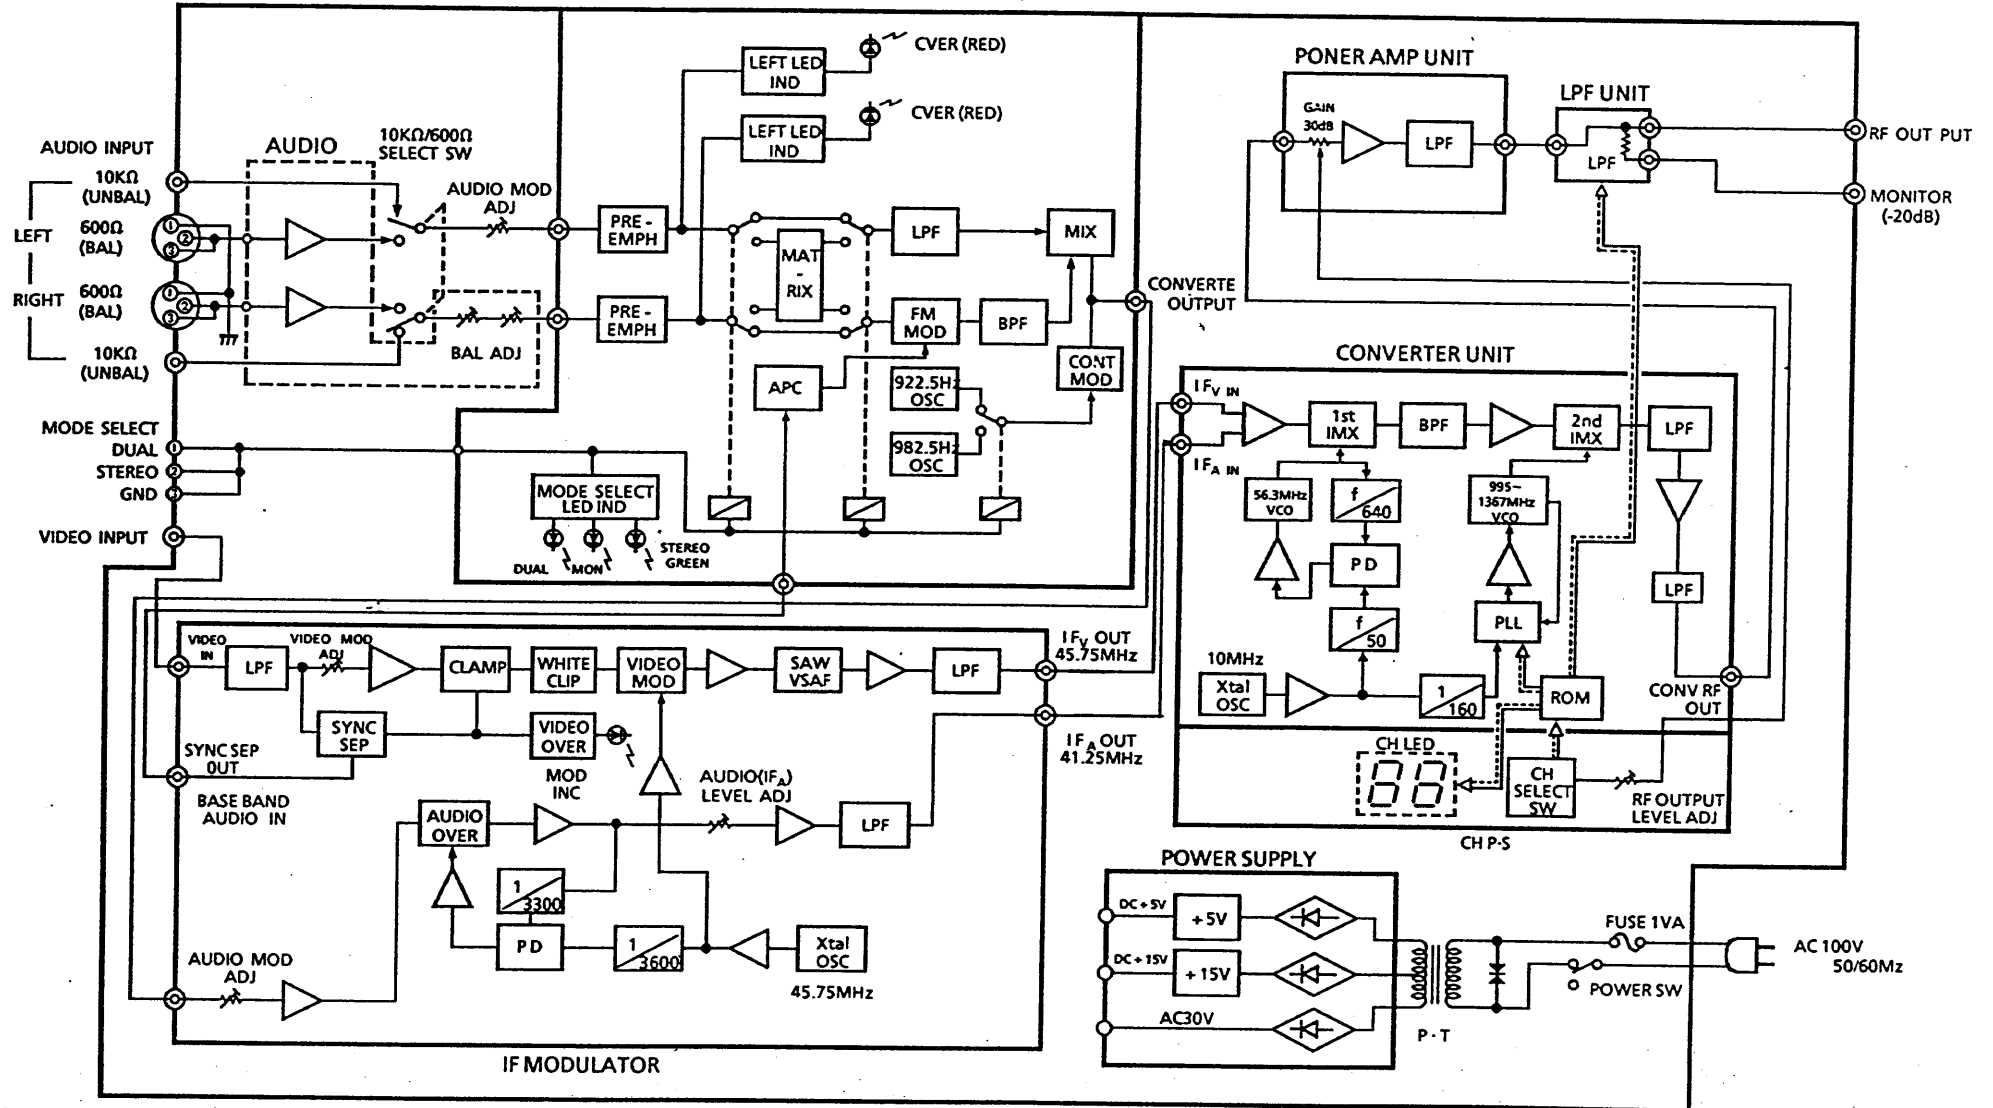 AUDIO INPUT
10KΩ
(UNBAL)
LEFT
600Ω
(BAL)
1
2
3
RIGHT
600Ω
(BAL)
1
2
3
10KΩ
(UNBAL)
MODE SELECT
DUAL
1
STEREO
2
GND
3
VIDEO INPUT
AUDIO
10KΩ/600Ω
SELECT SW
AUDIO MOD
ADJ
BAL ADJ
PRE-
EMPH
PRE-
EMPH
LEFT LED
IND
CVER (RED)
LEFT LED
IND
CVER (RED)
MAT
-
RIX
LPF
MIX
FM
MOD
BPF
APC
922.5Hz
OSC
982.5Hz
OSC
CONT
MOD
MODE SELECT
LED IND
DUAL
MON
STEREO
GREEN
CONVERTE
OUTPUT
PONER AMP UNIT
GAIN
30dB
LPF
LPF UNIT
LPF
RF OUT PUT
MONITOR
(-20dB)
CONVERTER UNIT
IFV IN
IFA IN
1st
IMX
BPF
2nd
IMX
LPF
56.3MHz
VCO
f
640
995~
1367MHz
VCO
PD
f
50
PLL
LPF
10MHz
Xtal
OSC
1
160
ROM
CONV RF
OUT
CH LED
88
CH
SELECT
SW
RF OUTPUT
LEVEL ADJ
CH P·S
VIDEO
IN
LPF
VIDEO MOD
ADJ
CLAMP
WHITE
CLIP
VIDEO
MOD
SAW
VSAF
LPF
IFV OUT
45.75MHz
SYNC
SEP
VIDEO
OVER
SYNC SEP
OUT
MOD
INC
IFA OUT
41.25MHz
BASE BAND
AUDIO IN
AUDIO
OVER
AUDIO(IFA)
LEVEL ADJ
LPF
1
3300
PD
1
3600
Xtal
OSC
45.75MHz
AUDIO MOD
ADJ
IF MODULATOR
POWER SUPPLY
DC+5V
+5V
DC+15V
+15V
AC30V
P·T
FUSE 1VA
POWER SW
AC 100V
50/60Mz